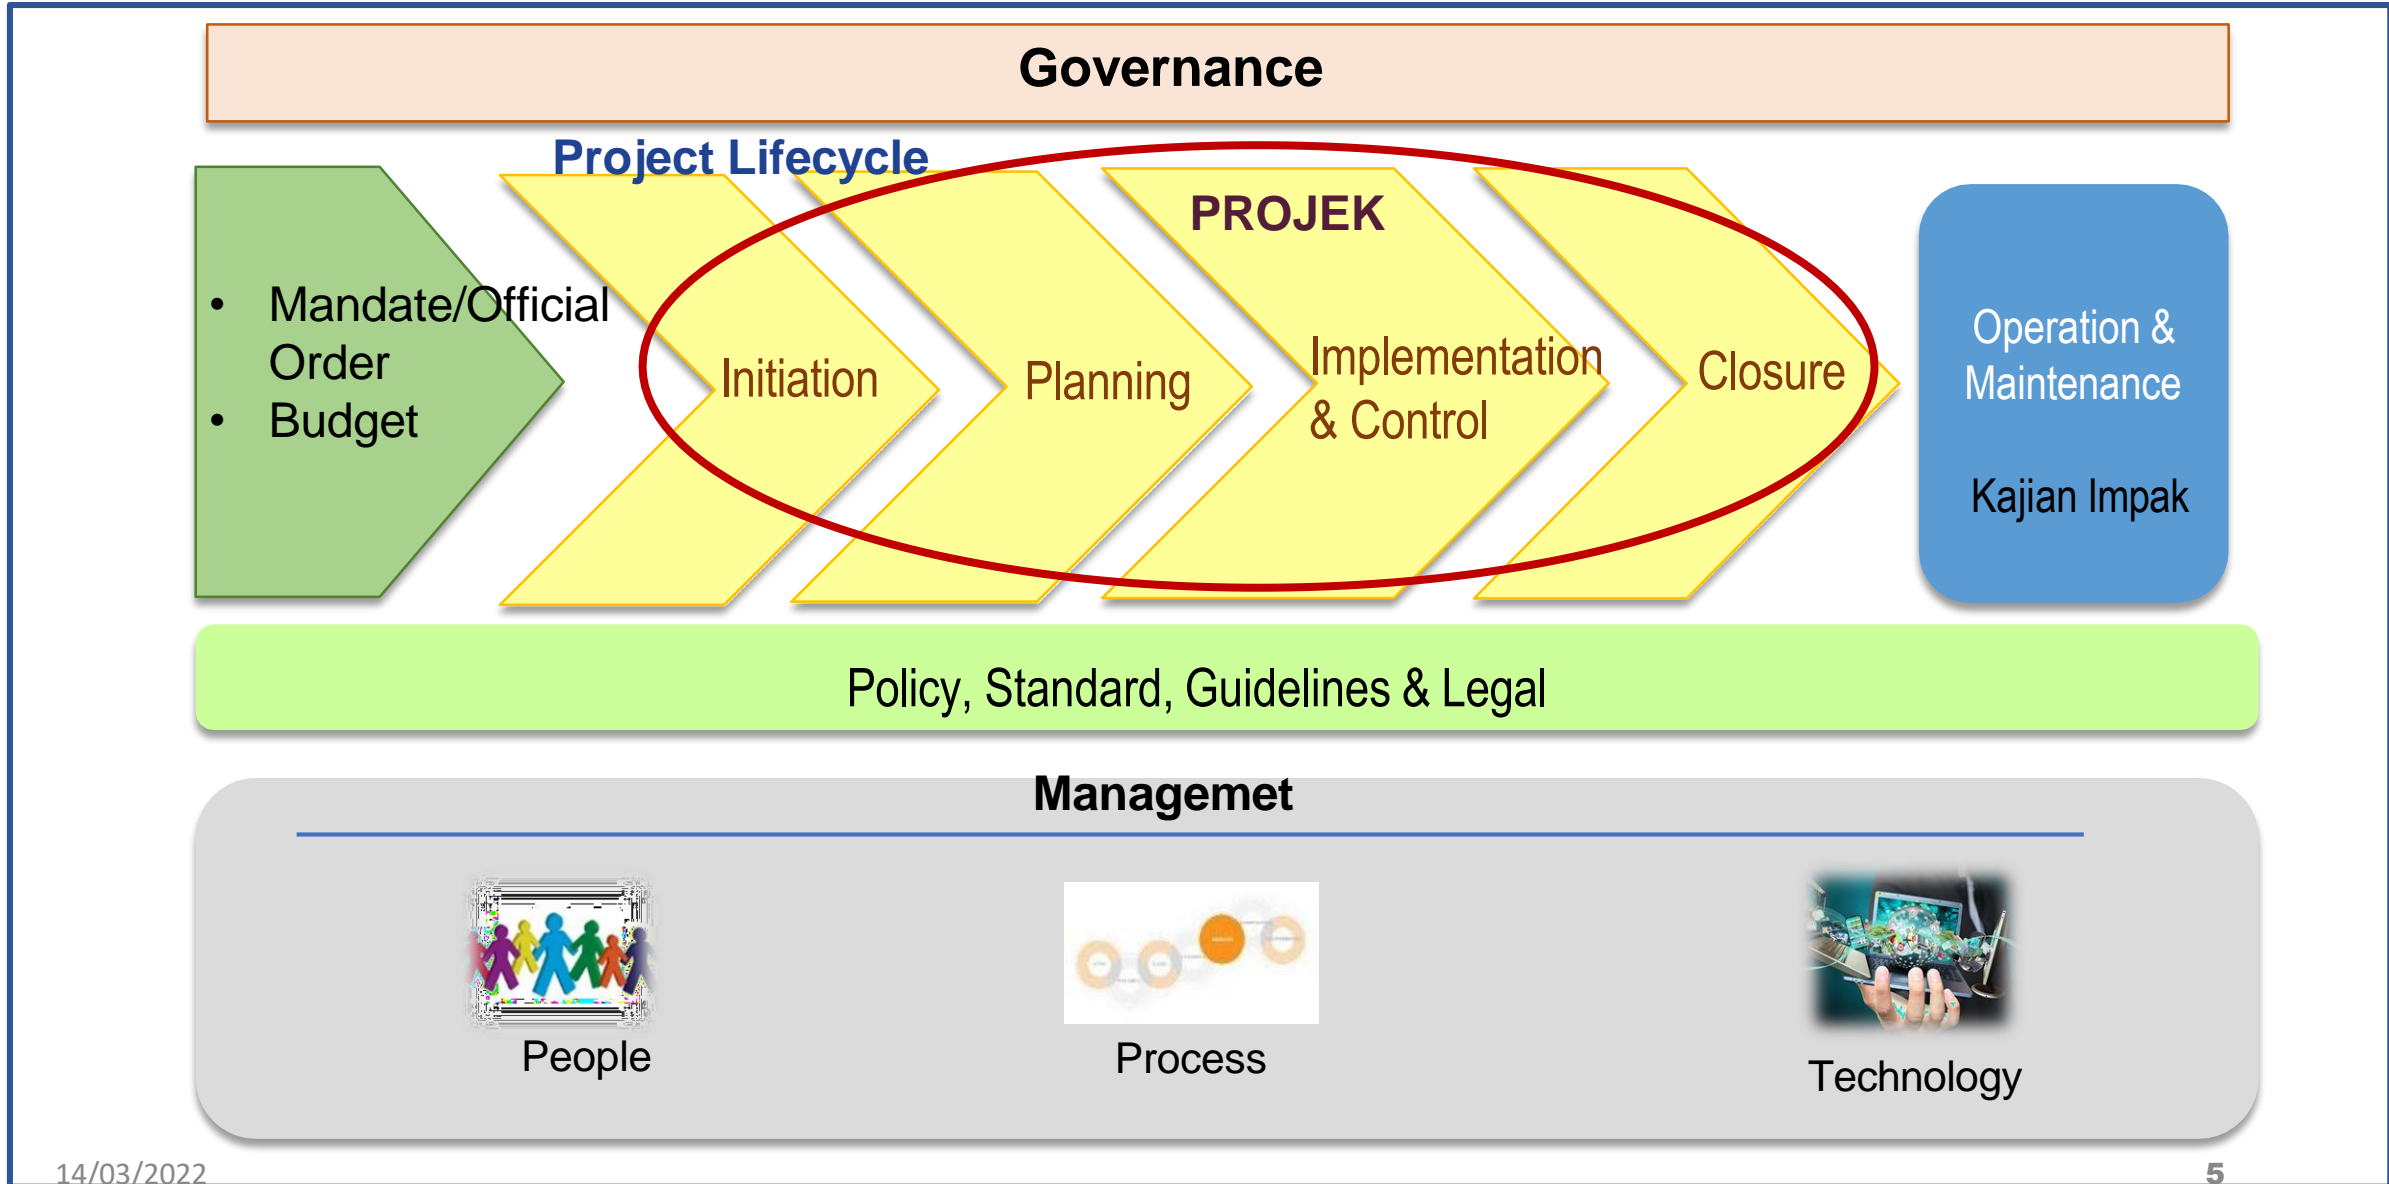 Governance
Project Lifecycle
PROJEK
• Mandate/Official
Order
• Budget
Initiation
Planning
Implementation
& Control
Closure
Operation &
Maintenance
Kajian Impak
Policy, Standard, Guidelines & Legal
Managemet
People
Process
Technology
14/03/2022
5